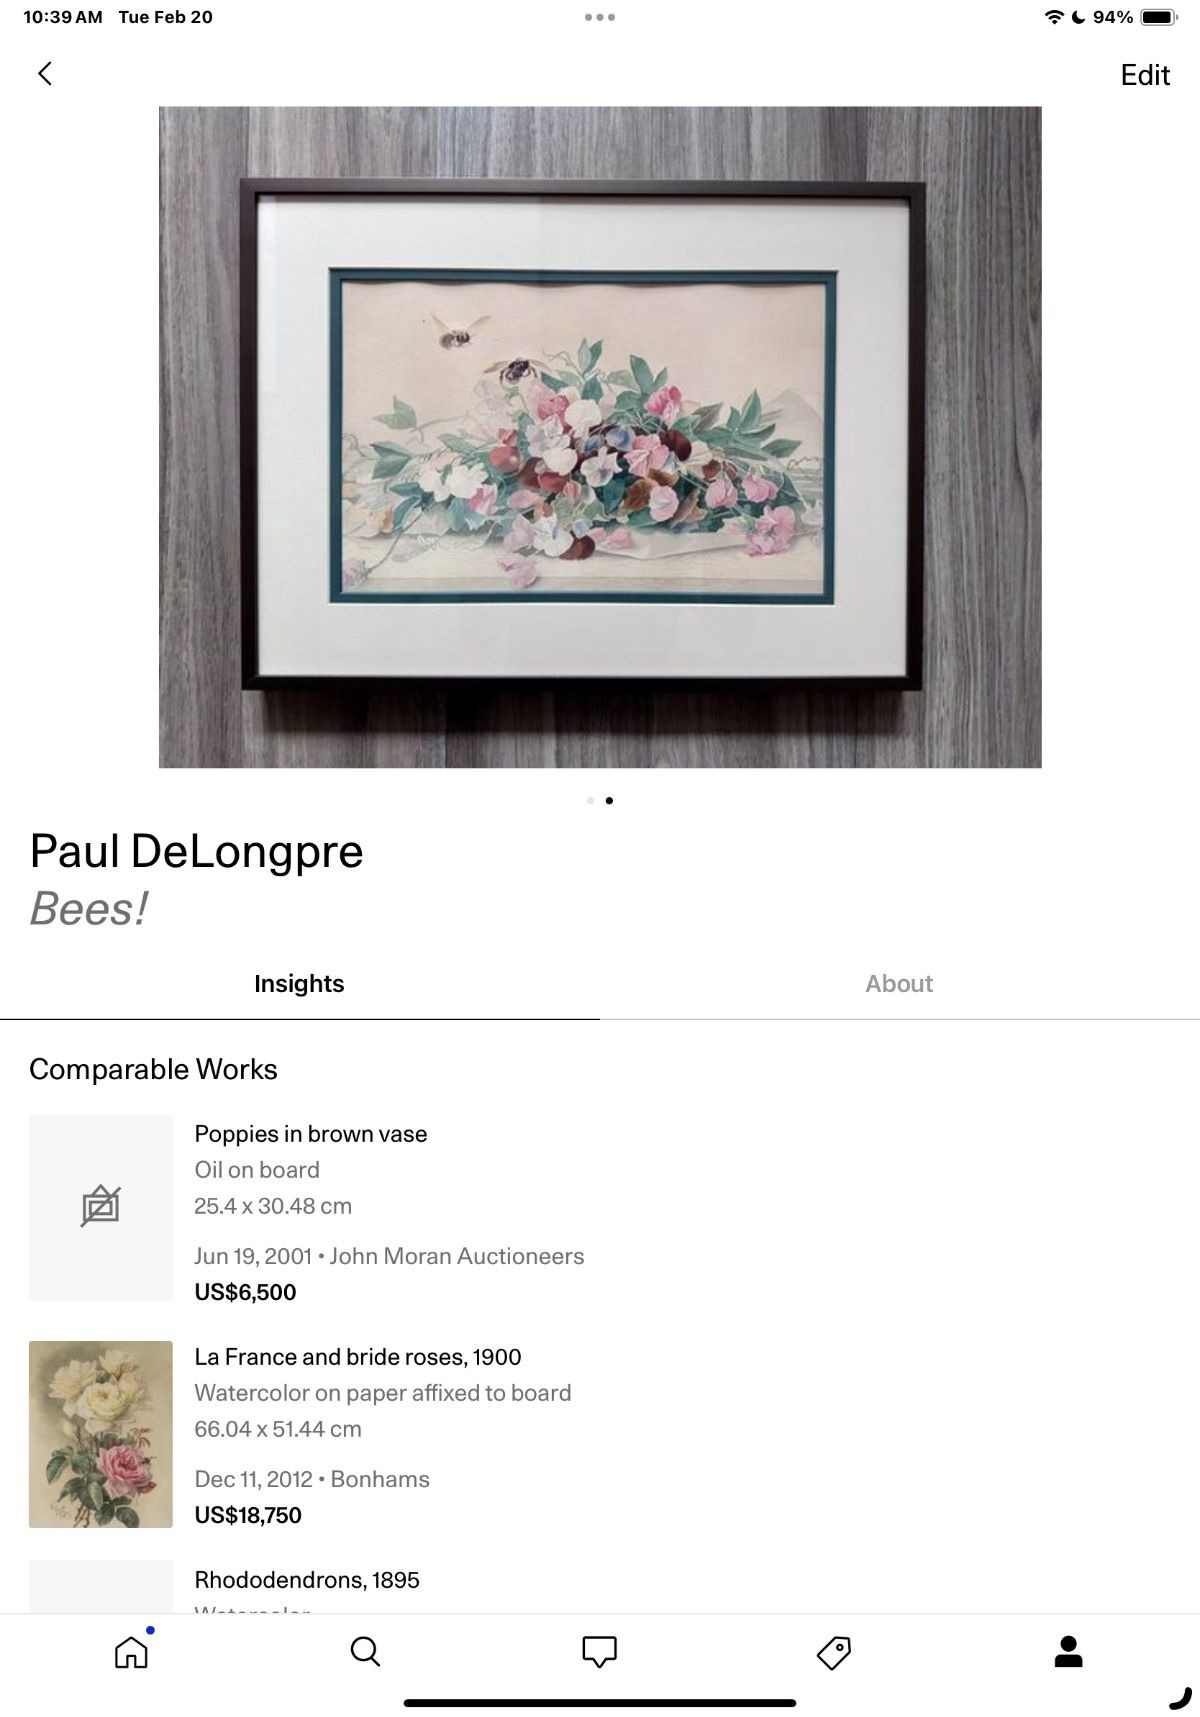 10:39 AM Tue Feb 20
94%
Edit
Paul DeLongpre
Bees!
Insights
About
Comparable Works
Poppies in brown vase
Oil on board
25.4 x 30.48 cm
Jun 19, 2001 • John Moran Auctioneers
US$6,500
La France and bride roses, 1900
Watercolor on paper affixed to board
66.04 x 51.44 cm
Dec 11, 2012 • Bonhams
US$18,750
Rhododendrons, 1895
Watercolor